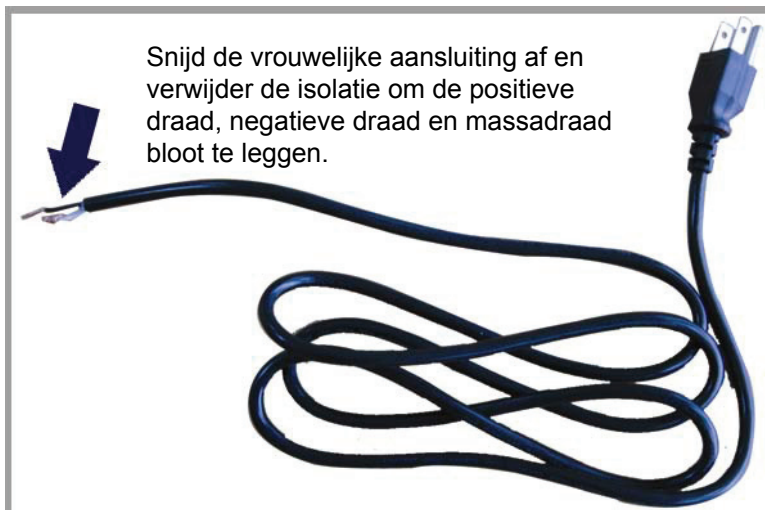 Snijd de vrouwelijke aansluiting af en
verwijder de isolatie om de positieve
draad, negatieve draad en massadraad
bloot te leggen.